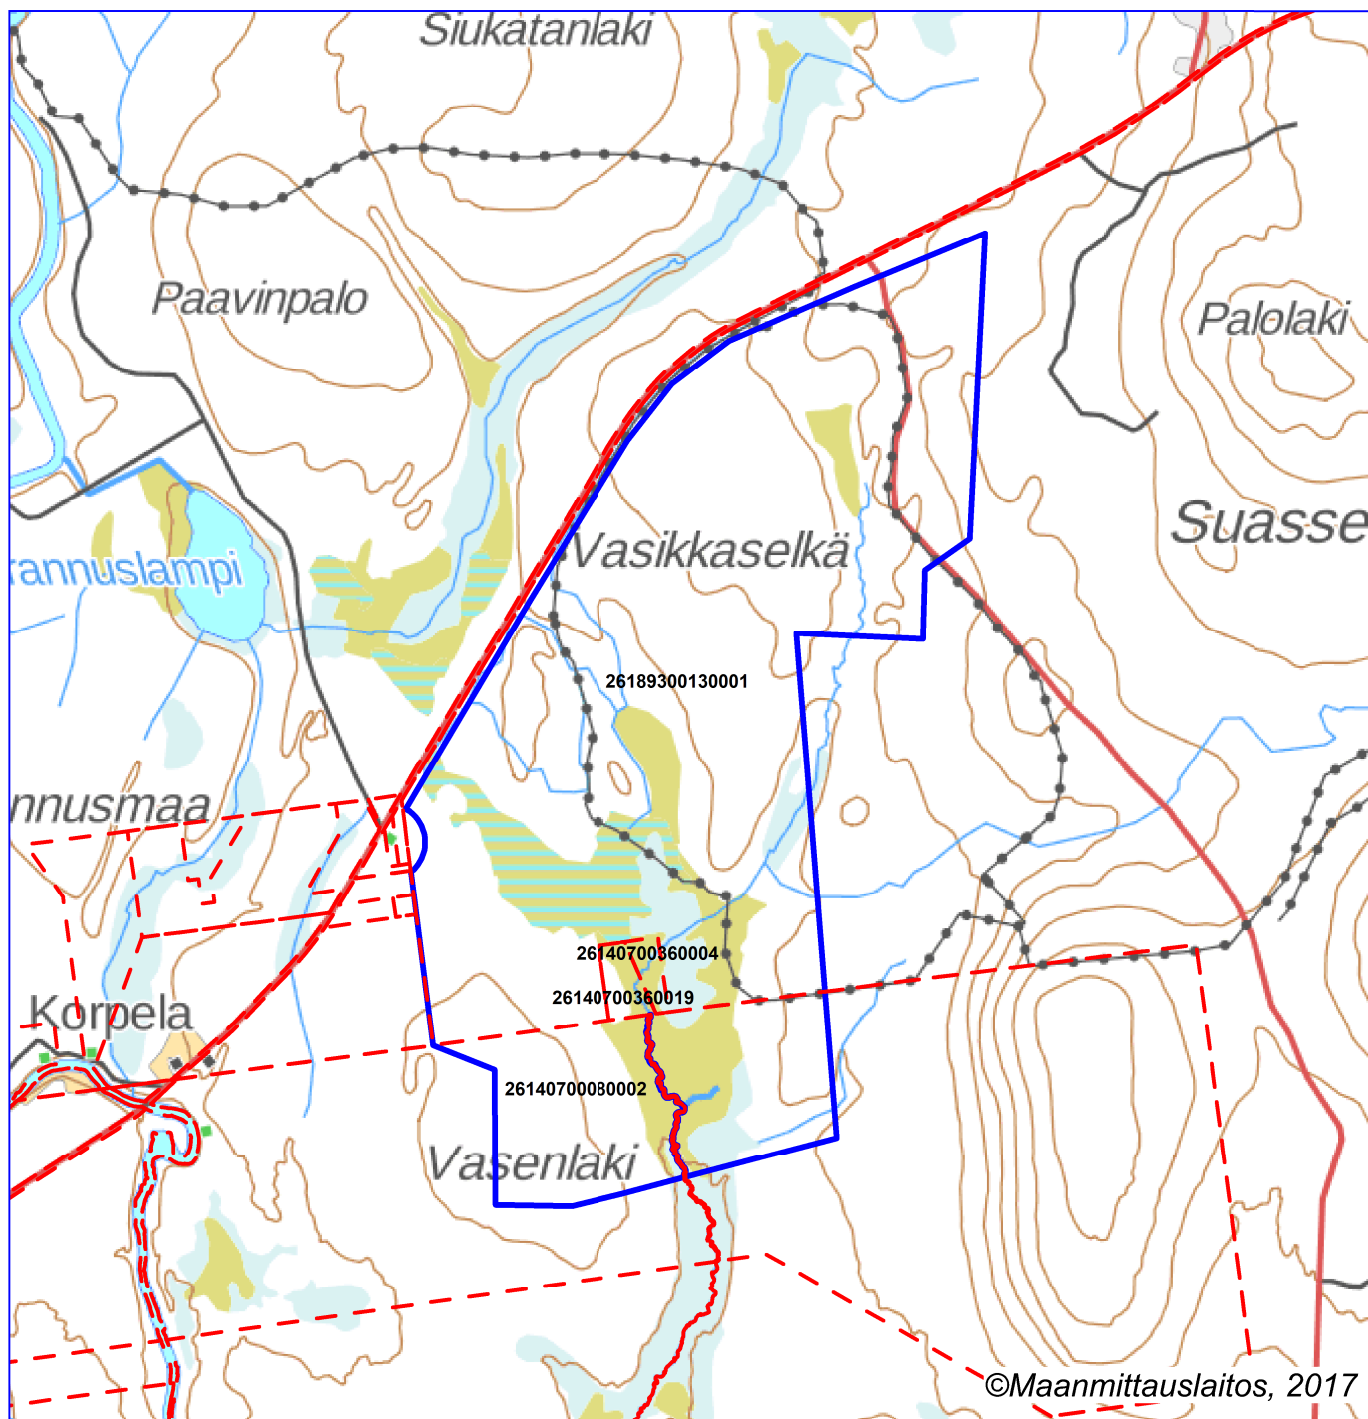 Siukatanlaki
Paavinpalo
Palolaki
Suasse
Vasikkaselkä
rannuslampi
26189300130001
nnusmaa
26140700360004
26140700360019
Korpela
26140700080002
Vasenlaki
©Maanmittauslaitos, 2017